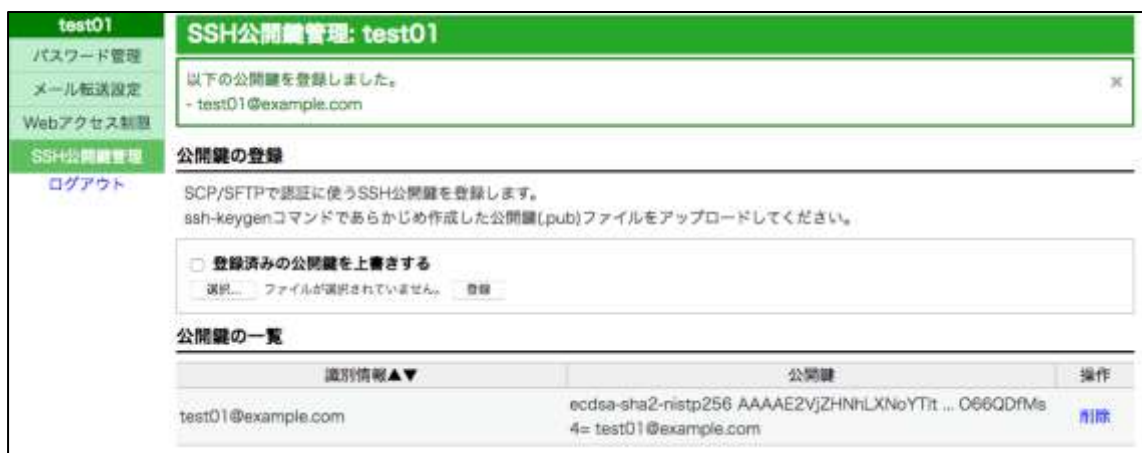 test01
パスワード管理
メール転送設定
Webアクセス制限
SSH公開鍵管理
ログアウト
SSH公開鍵管理: test01
以下の公開鍵を登録しました。
- test01@example.com
×
公開鍵の登録
SCP/SFTPで認証に使うSSH公開鍵を登録します。
ssh-keygenコマンドであらかじめ作成した公開鍵(.pub)ファイルをアップロードしてください。
登録済みの公開鍵を上書きする
選択... ファイルが選択されていません。 登録
公開鍵の一覧
識別情報▲▼ 公開鍵 操作
test01@example.com ecdsa-sha2-nistp256 AAAAE2VjZHNhLXNoYTIt ... O66QDfMs 削除
4= test01@example.com